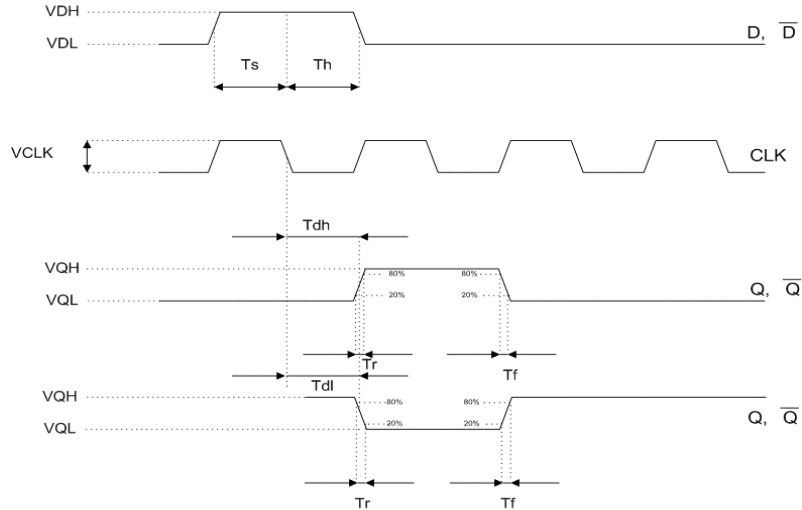 VDH
D, D
VDL
Ts Th
VCLK
CLK
Tdh
VQH
80% 80%
VQL
20% 20%
Q, Q
Tr Tf
Tdl
VQH
80% 80%
20% 20%
VQL
Q, Q
Tr Tf